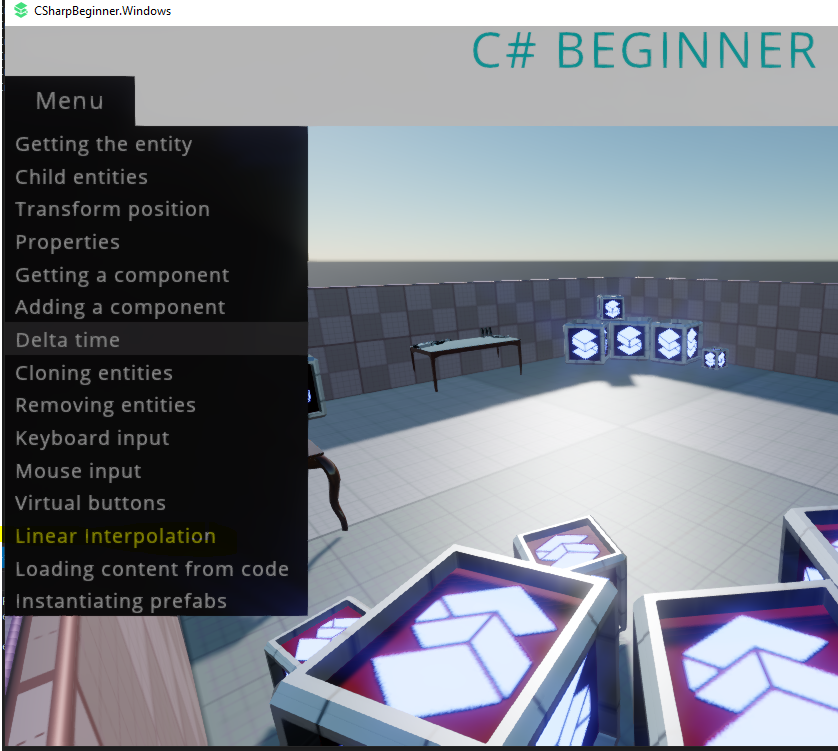 CSharpBeginner.Windows
C# BEGINNER
Menu
Getting the entity
Child entities
Transform position
Properties
Getting a component
Adding a component
Delta time
Cloning entities
Removing entities
Keyboard input
Mouse input
Virtual buttons
Linear Interpolation
Loading content from code
Instantiating prefabs